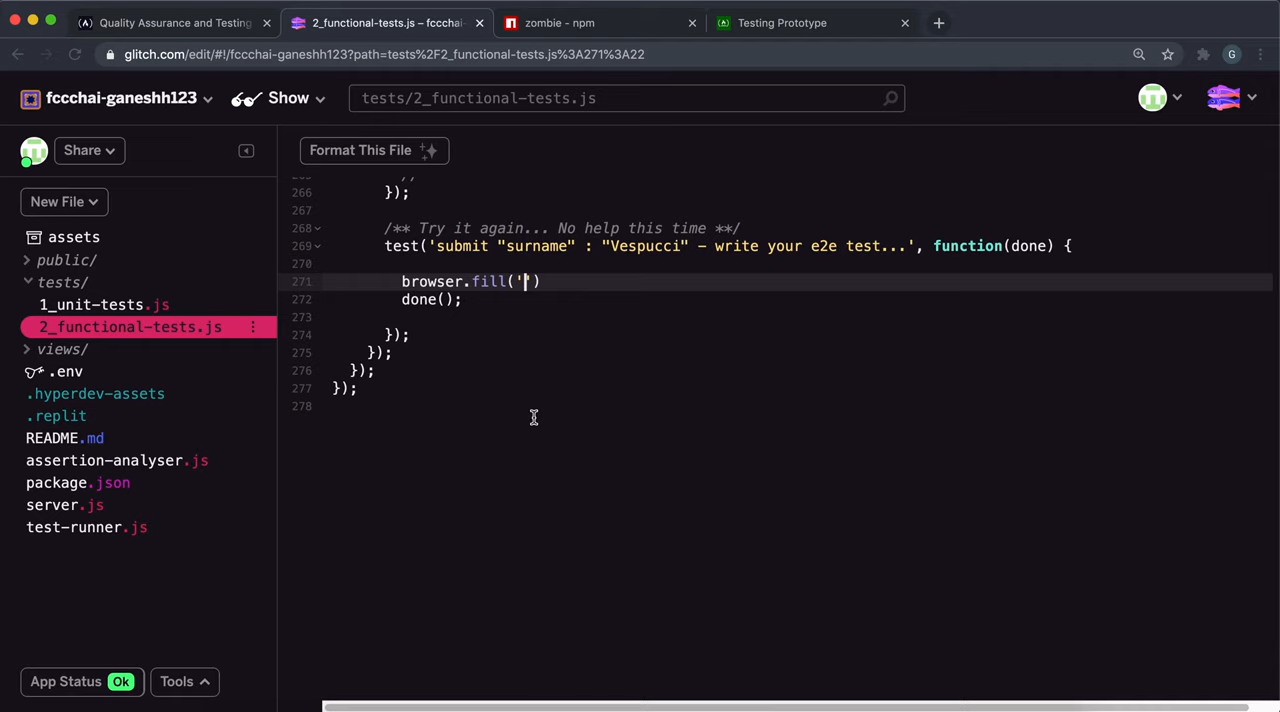 Quality Assurance and Testing
2_functional-tests.js – fccchai-
zombie - npm
Testing Prototype
glitch.com/edit/#!/fccchai-ganeshh123?path=tests%2F2_functional-tests.js%3A271%3A22
G
fccchai-ganeshh123
Show
tests/2_functional-tests.js
Share
Format This File
New File
assets
public/
tests/
1_unit-tests.js
2_functional-tests.js
views/
.env
.hyperdev-assets
.replit
README.md
assertion-analyser.js
package.json
server.js
test-runner.js
App Status Ok
Tools
266 });
267
268 /** Try it again... No help this time **/
269 test('submit "surname" : "Vespucci" - write your e2e test...', function(done) {
270
271 browser.fill('')
272 done();
273
274 });
275 });
276 });
277 });
278